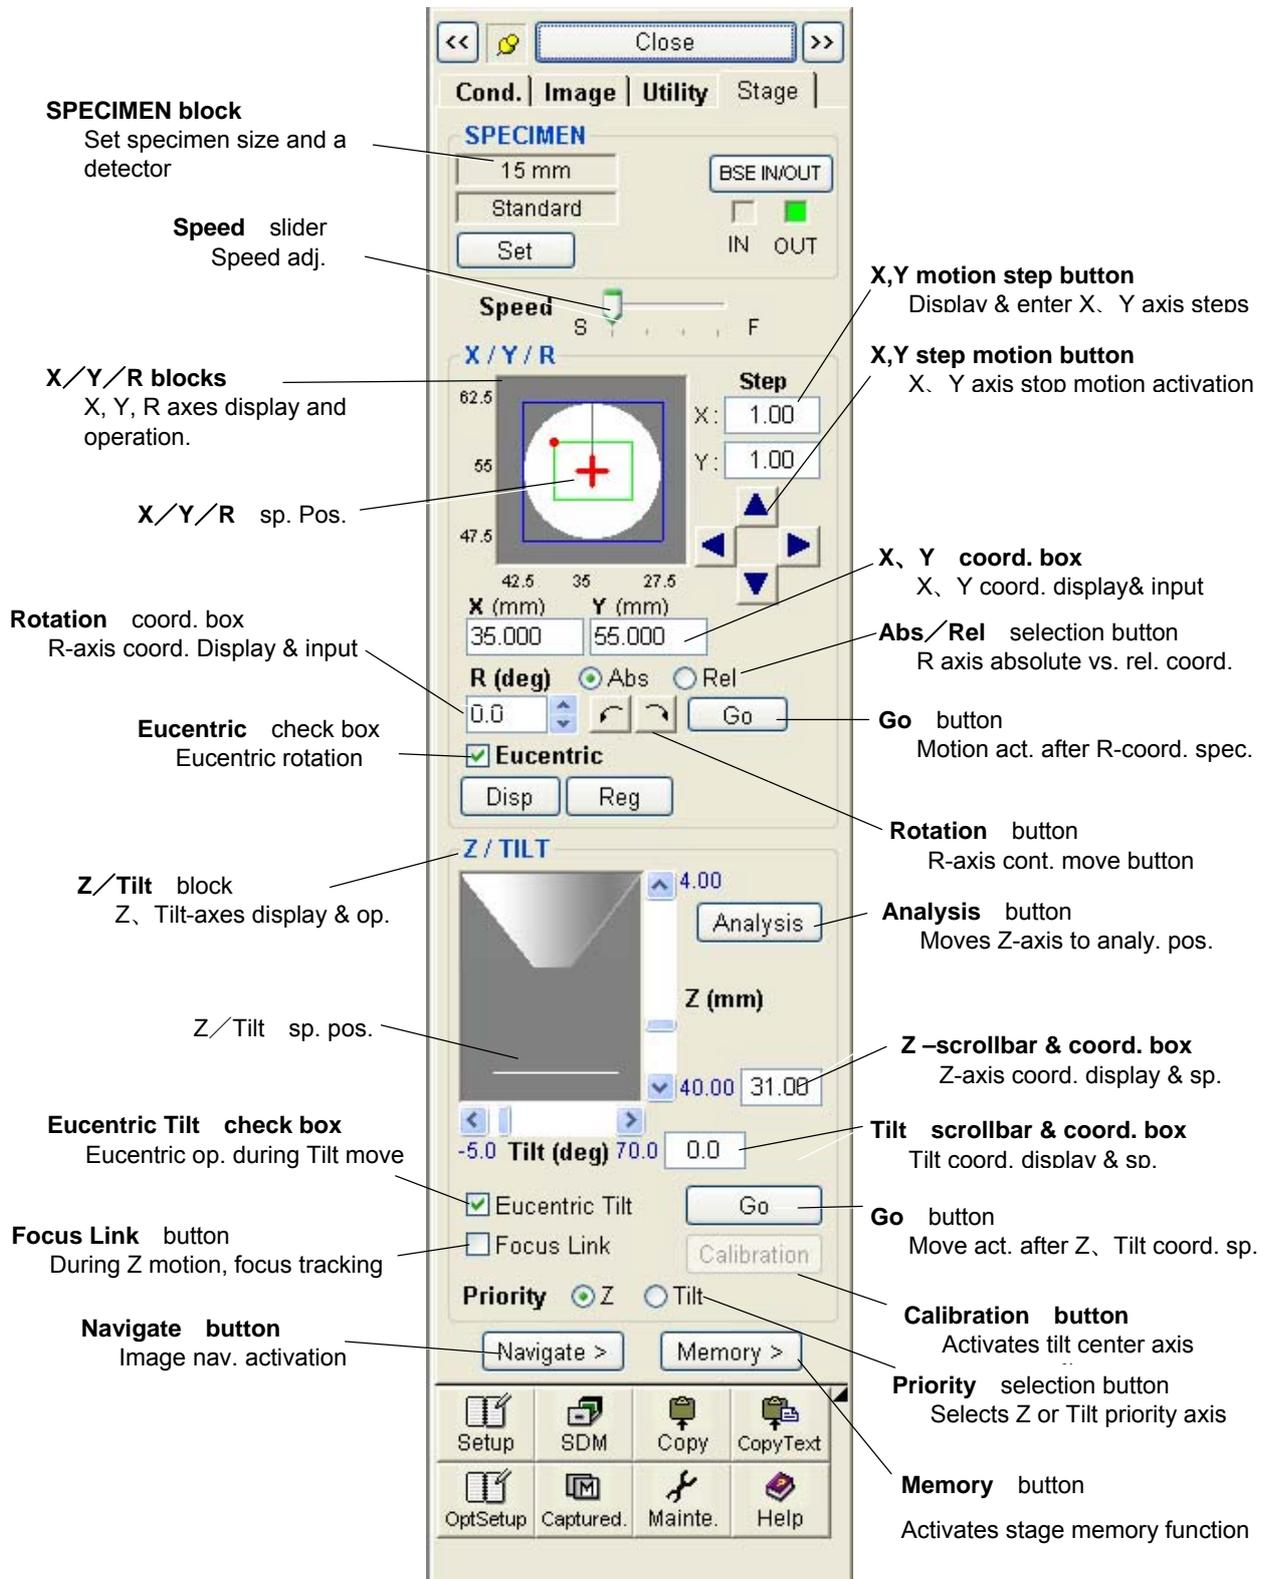 << Close >>
Cond. Image Utility Stage
SPECIMEN block
Set specimen size and a
detector
SPECIMEN
15 mm
BSE IN/OUT
Standard
IN OUT
Set
Speed slider
Speed adj.
Speed
S F
X,Y motion step button
Display & enter X、Y axis steps
X,Y step motion button
X、Y axis stop motion activation
X／Y／R blocks
X, Y, R axes display and
operation.
X / Y / R
Step
62.5
X: 1.00
55
Y: 1.00
47.5
42.5 35 27.5
X／Y／R sp. Pos.
X、Y coord. box
X、Y coord. display& input
X (mm) Y (mm)
35.000 55.000
Rotation coord. box
R-axis coord. Display & input
Abs／Rel selection button
R axis absolute vs. rel. coord.
R (deg) Abs Rel
0.0 Go
Eucentric check box
Eucentric rotation
Go button
Motion act. after R-coord. spec.
Eucentric
Disp Reg
Rotation button
R-axis cont. move button
Z / TILT
4.00
Z／Tilt block
Z、Tilt-axes display & op.
Analysis
Analysis button
Moves Z-axis to analy. pos.
Z (mm)
Z／Tilt sp. pos.
Z –scrollbar & coord. box
Z-axis coord. display & sp.
40.00 31.00
Eucentric Tilt check box
Eucentric op. during Tilt move
Tilt scrollbar & coord. box
Tilt coord. display & sp.
-5.0 Tilt (deg) 70.0 0.0
Eucentric Tilt Go
Go button
Move act. after Z、Tilt coord. sp.
Focus Link button
During Z motion, focus tracking
Focus Link
Calibration
Priority Z Tilt
Calibration button
Activates tilt center axis
Navigate button
Image nav. activation
Navigate > Memory >
Priority selection button
Selects Z or Tilt priority axis
Setup SDM Copy CopyText
OptSetup Captured. Mainte. Help
Memory button
Activates stage memory function